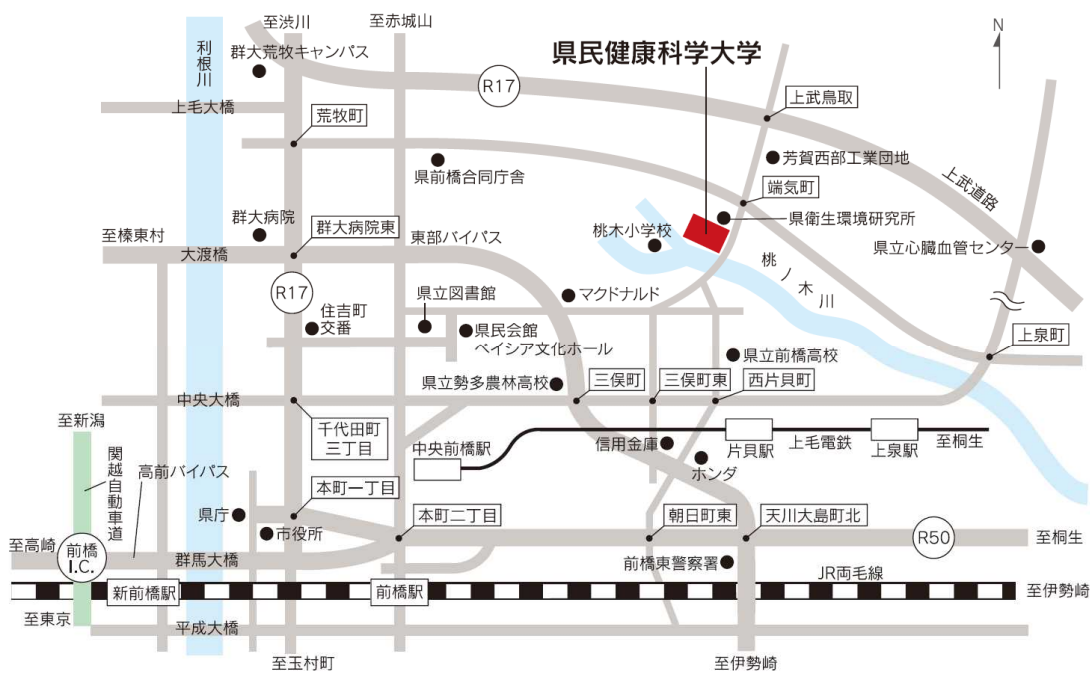 至渋川
至赤城山
N
利根川
群大荒牧キャンパス
県民健康科学大学
R17
R17
上毛大橋
荒牧町
上武鳥取
県前橋合同庁舎
芳賀西部工業団地
端気町
上武道路
群大病院
県衛生環境研究所
至榛東村
群大病院東
東部バイパス
桃木小学校
大渡橋
県立心臓血管センター
桃ノ木川
R17
県立図書館
マクドナルド
住吉町
交番
県民会館
ベイシア文化ホール
上泉町
県立前橋高校
県立勢多農林高校
三俣町
三俣町東
西片貝町
中央大橋
至新潟
千代田町
三丁目
中央前橋駅
信用金庫
片貝駅
上毛電鉄
上泉駅
至桐生
関越自動車道
高前バイパス
ホンダ
本町一丁目
県庁
市役所
本町二丁目
朝日町東
天川大島町北
R50
至桐生
至高崎
前橋
I.C.
群馬大橋
前橋東警察署
JR両毛線
新前橋駅
前橋駅
至伊勢崎
至東京
平成大橋
至玉村町
至伊勢崎